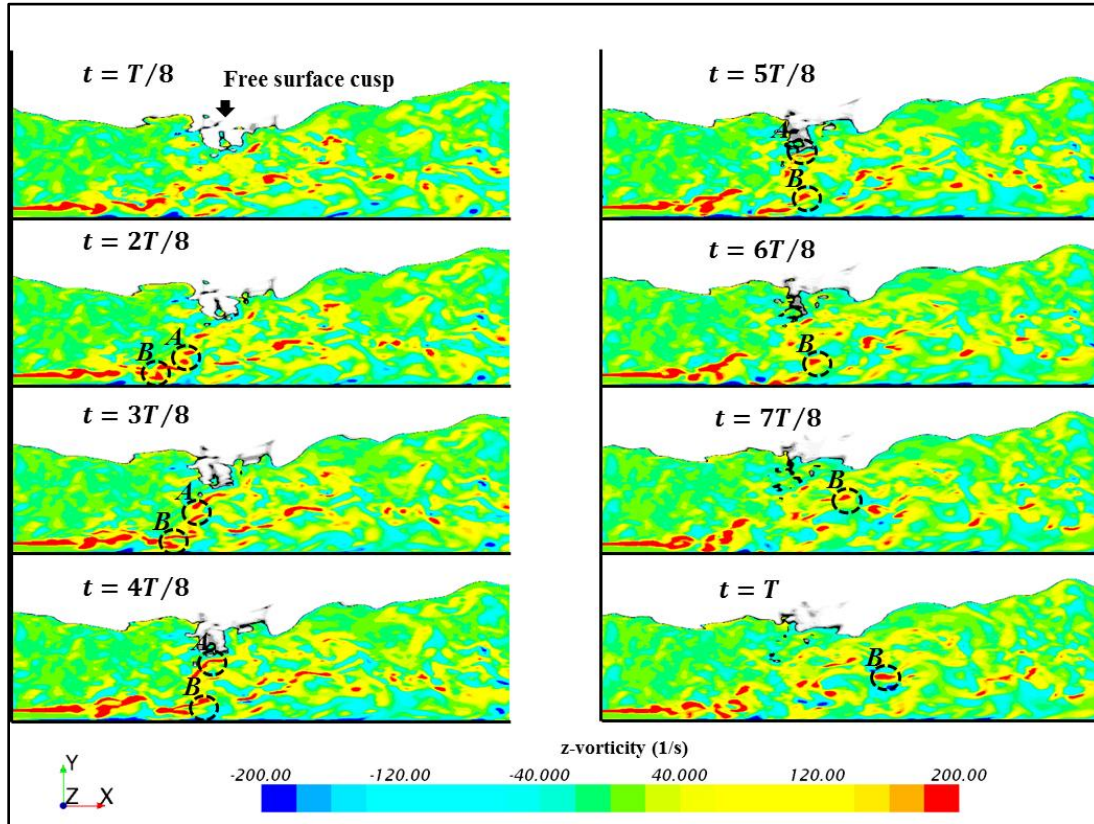 t = T/8
Free surface cusp
t = 2T/8
A
B
t = 3T/8
A
B
t = 4T/8
A
B
t = 5T/8
A
B
t = 6T/8
B
t = 7T/8
B
t = T
B
Y
Z X
z-vorticity (1/s)
-200.00 -120.00 -40.000 40.000 120.00 200.00